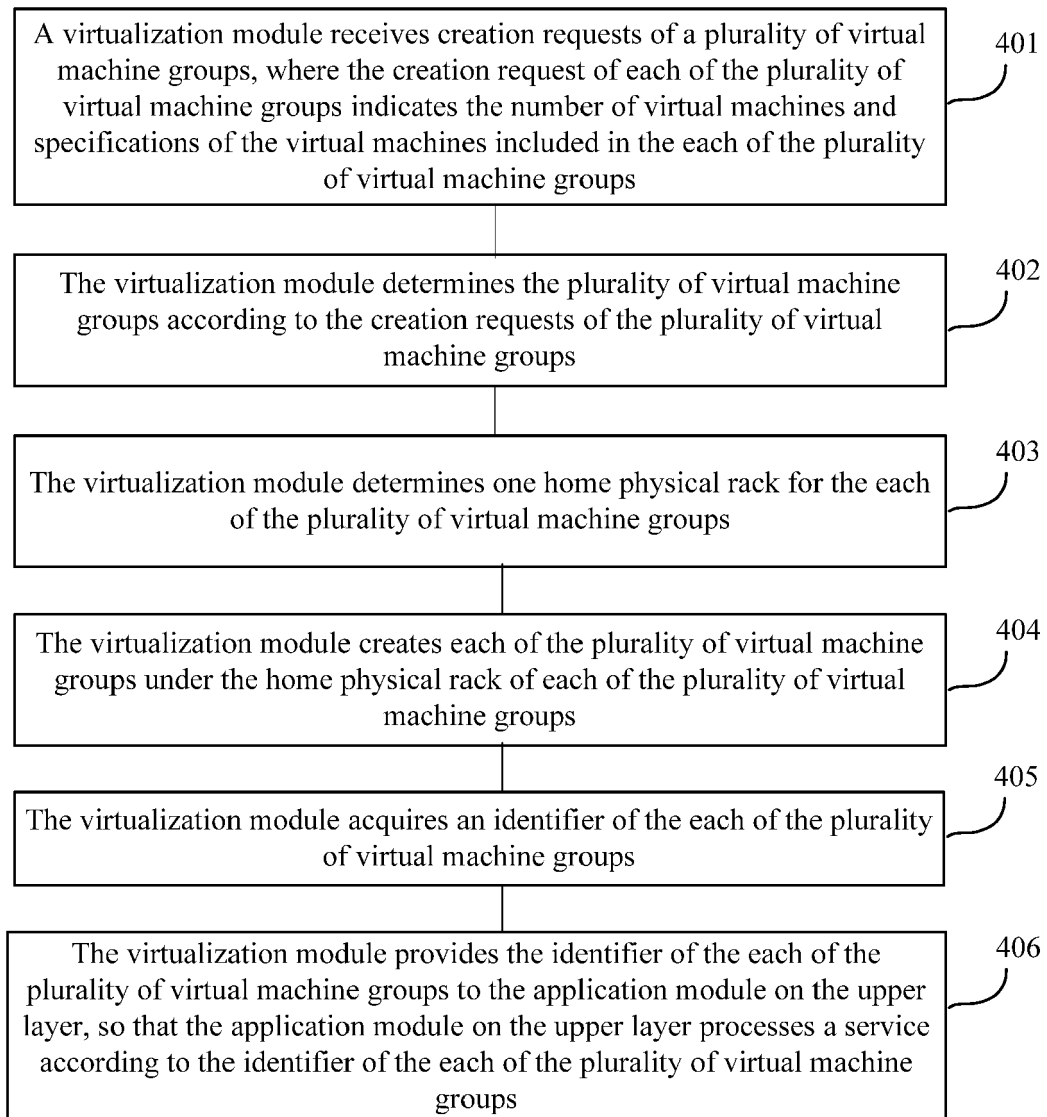 A virtualization module receives creation requests of a plurality of virtual
machine groups, where the creation request of each of the plurality of
virtual machine groups indicates the number of virtual machines and
specifications of the virtual machines included in the each of the plurality
of virtual machine groups
401
The virtualization module determines the plurality of virtual machine
groups according to the creation requests of the plurality of virtual
machine groups
402
The virtualization module determines one home physical rack for the each
of the plurality of virtual machine groups
403
The virtualization module creates each of the plurality of virtual machine
groups under the home physical rack of each of the plurality of virtual
machine groups
404
The virtualization module acquires an identifier of the each of the plurality
of virtual machine groups
405
The virtualization module provides the identifier of the each of the
plurality of virtual machine groups to the application module on the upper
layer, so that the application module on the upper layer processes a service
according to the identifier of the each of the plurality of virtual machine
groups
406